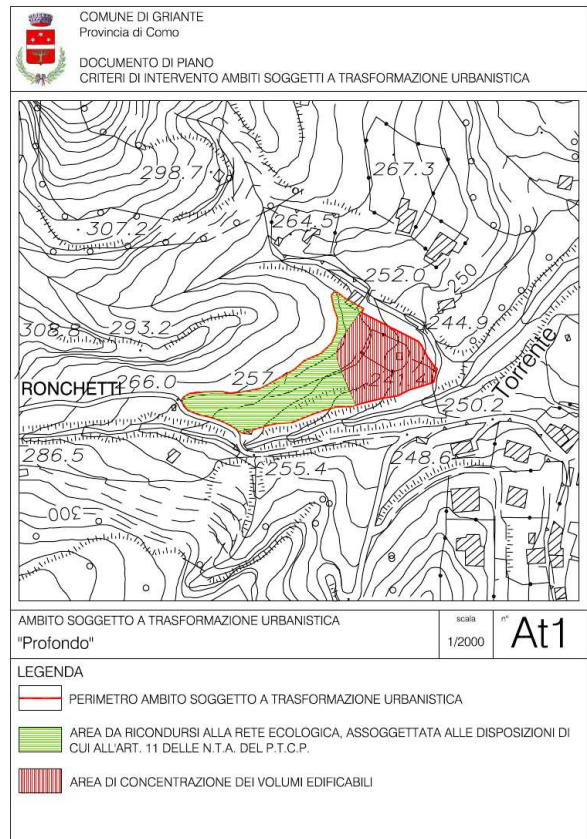 COMUNE DI GRIANTE
Provincia di Como
DOCUMENTO DI PIANO
CRITERI DI INTERVENTO AMBITI SOGGETTI A TRASFORMAZIONE URBANISTICA
298.7
267.3
307.2
264.5
252.0
250
308.8
293.2
244.9
Torrente
RONCHETTI
266.0
257
250.2
286.5
255.4
248.6
300
AMBITO SOGGETTO A TRASFORMAZIONE URBANISTICA
"Profondo"
scala
1/2000
n°
At1
LEGENDA
PERIMETRO AMBITO SOGGETTO A TRASFORMAZIONE URBANISTICA
AREA DA RICONDURSI ALLA RETE ECOLOGICA, ASSOGGETTATA ALLE DISPOSIZIONI DI
CUI ALL'ART. 11 DELLE N.T.A. DEL P.T.C.P.
AREA DI CONCENTRAZIONE DEI VOLUMI EDIFICABILI